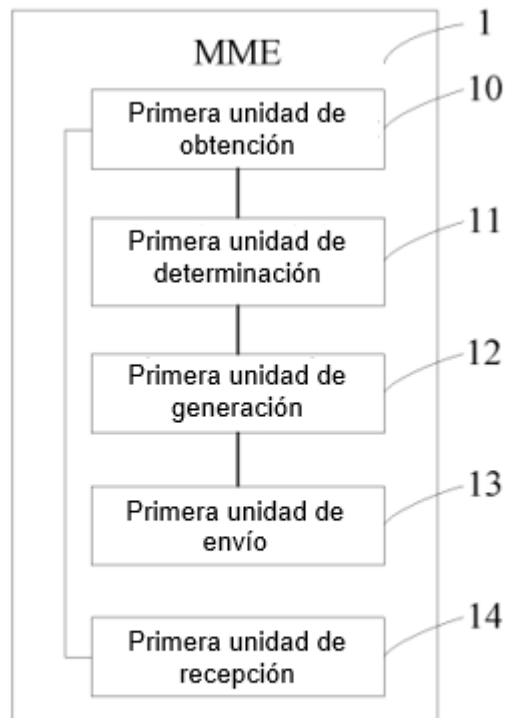 MME
1
Primera unidad de
obtención
10
Primera unidad de
determinación
11
Primera unidad de
generación
12
Primera unidad de
envío
13
Primera unidad de
recepción
14